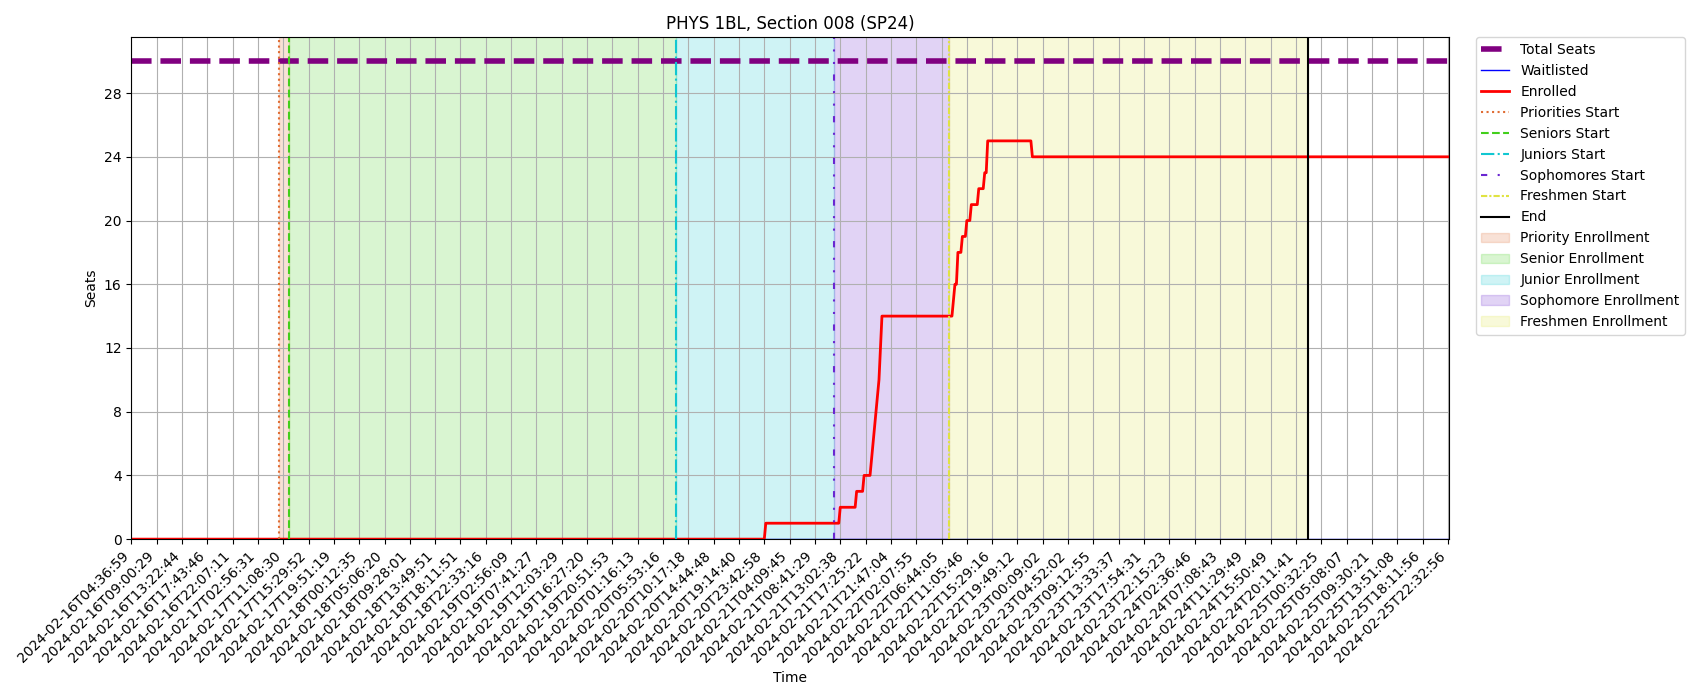 PHYS 1BL, Section 008 (SP24)
Total Seats
Waitlisted
Enrolled
Priorities Start
Seniors Start
Juniors Start
Sophomores Start
Freshmen Start
End
Priority Enrollment
Senior Enrollment
Junior Enrollment
Sophomore Enrollment
Freshmen Enrollment
Seats
28
24
20
16
12
8
4
0
2024-02-16T04:36:59
2024-02-16T09:00:29
2024-02-16T13:22:44
2024-02-16T17:43:46
2024-02-16T22:07:11
2024-02-17T02:56:31
2024-02-17T11:08:30
2024-02-17T15:29:52
2024-02-17T19:51:19
2024-02-18T00:12:35
2024-02-18T05:06:20
2024-02-18T09:28:01
2024-02-18T13:49:51
2024-02-18T18:11:51
2024-02-18T22:33:16
2024-02-19T02:56:09
2024-02-19T07:41:27
2024-02-19T12:03:29
2024-02-19T16:27:20
2024-02-19T20:51:53
2024-02-20T01:16:13
2024-02-20T05:53:16
2024-02-20T10:17:18
2024-02-20T14:44:48
2024-02-20T19:14:40
2024-02-20T23:42:58
2024-02-21T04:09:45
2024-02-21T08:41:29
2024-02-21T13:02:38
2024-02-21T17:25:22
2024-02-21T21:47:04
2024-02-22T02:07:55
2024-02-22T06:44:05
2024-02-22T11:05:46
2024-02-22T15:29:16
2024-02-22T19:49:12
2024-02-23T00:09:02
2024-02-23T04:52:02
2024-02-23T09:12:55
2024-02-23T13:33:37
2024-02-23T17:54:31
2024-02-23T22:15:23
2024-02-24T02:36:46
2024-02-24T07:08:43
2024-02-24T11:29:49
2024-02-24T15:50:49
2024-02-24T20:11:41
2024-02-25T00:32:25
2024-02-25T05:08:07
2024-02-25T09:30:21
2024-02-25T13:51:08
2024-02-25T18:11:56
2024-02-25T22:32:56
Time